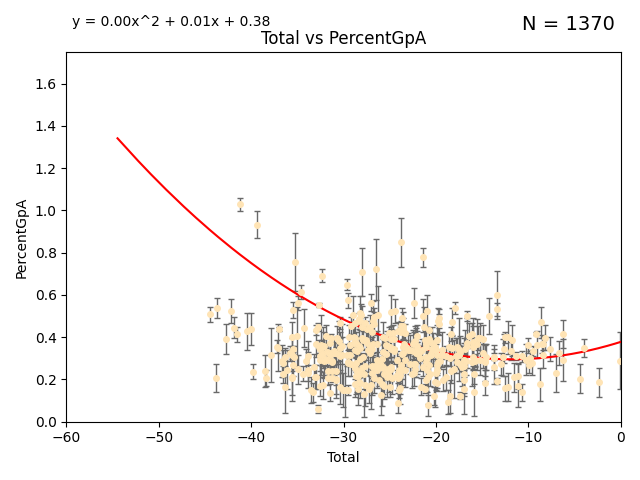 y = 0.00x^2 + 0.01x + 0.38
N = 1370
Total vs PercentGpA
PercentGpA
1.6
1.4
1.2
1.0
0.8
0.6
0.4
0.2
0.0
−60 −50 −40 −30 −20 −10 0
Total